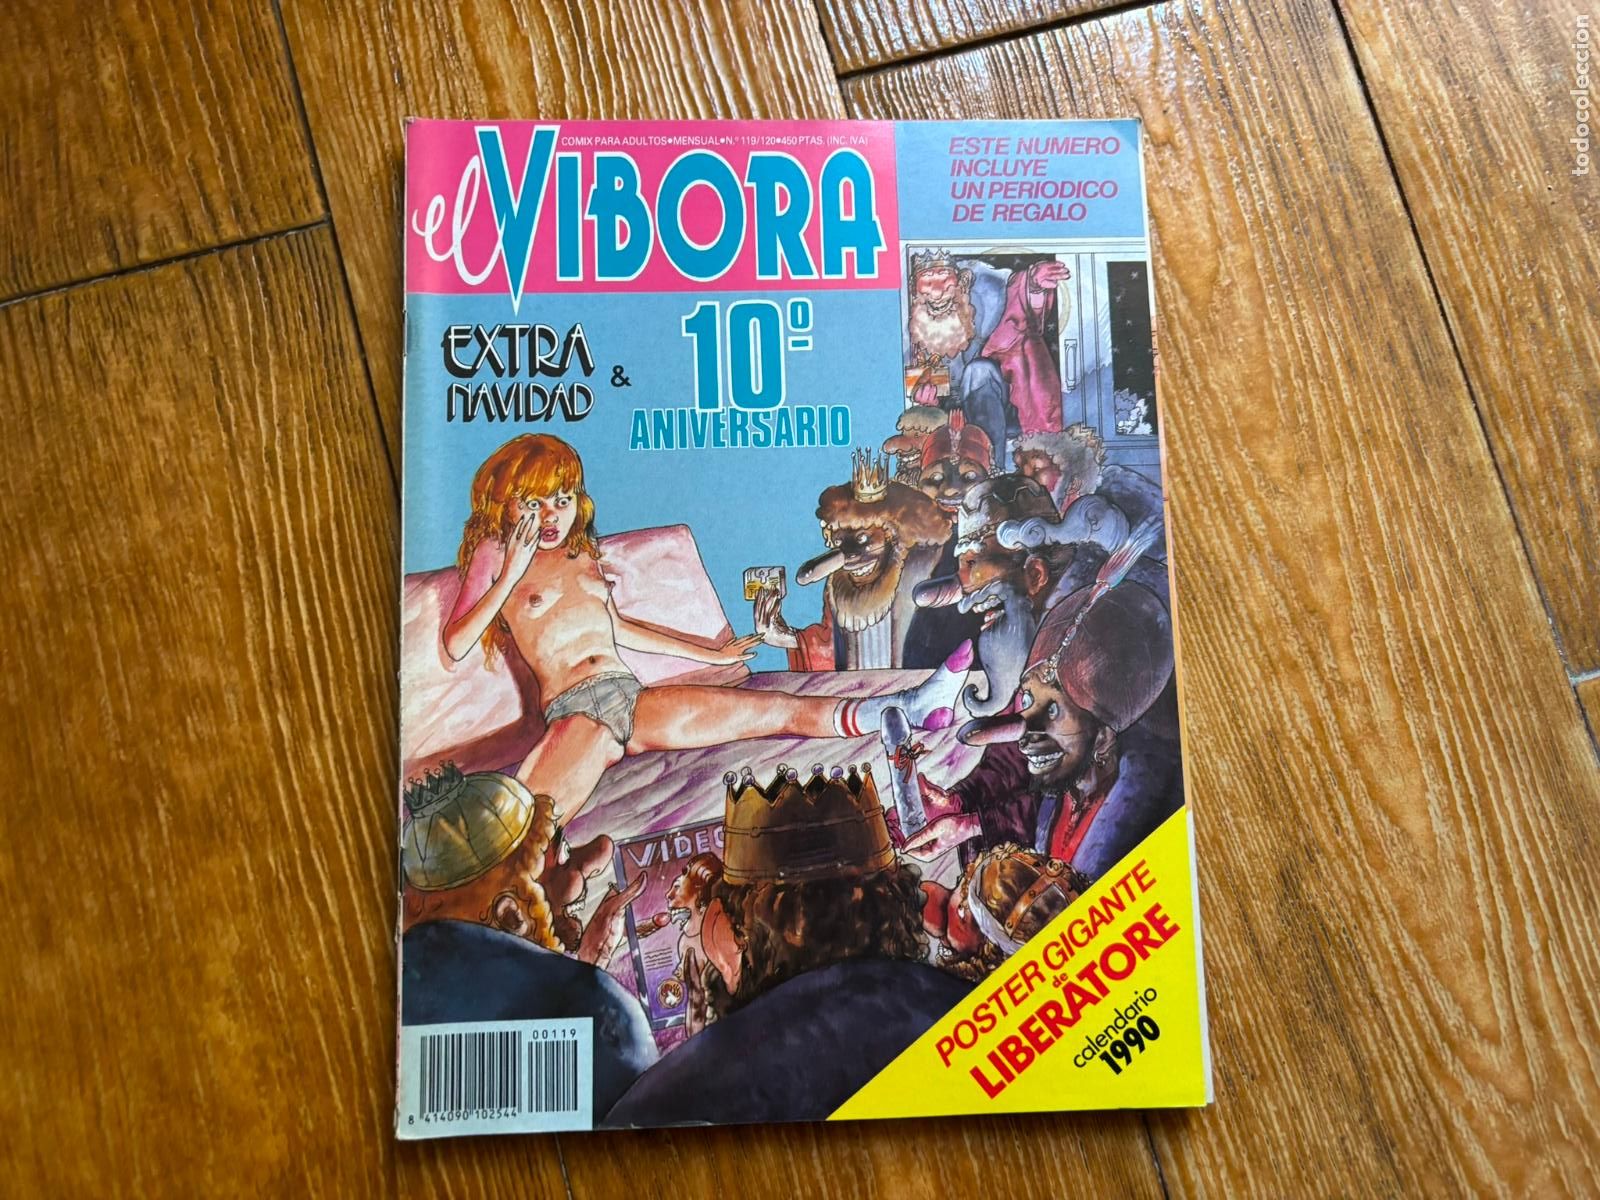 COMIX PARA ADULTOS●MENSUAL●N.º 119/120●450 PTAS. (INC. IVA)
el VIBORA
ESTE NUMERO
INCLUYE
UN PERIODICO
DE REGALO
EXTRA
NAVIDAD
&
10º
ANIVERSARIO
VIDEO
POSTER GIGANTE
de
LIBERATORE
calendario
1990
00119
8 414090 102544
todocoleccion